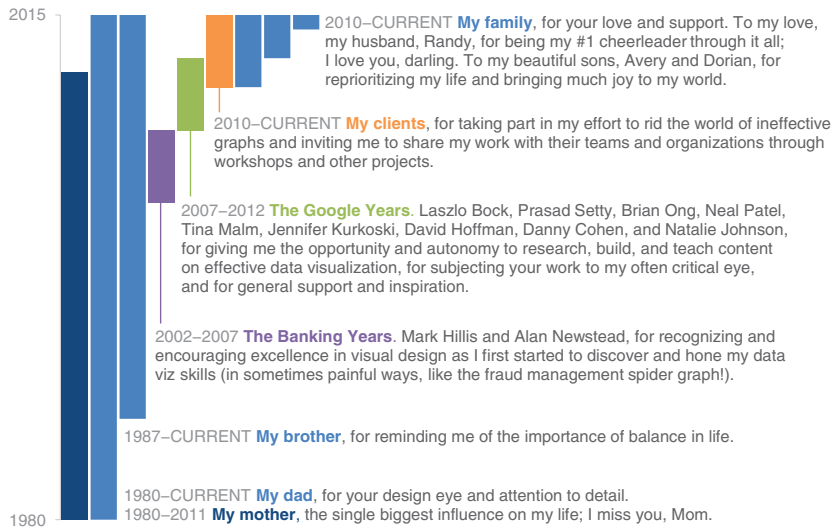 2015
2010–CURRENT My family, for your love and support. To my love,
my husband, Randy, for being my #1 cheerleader through it all;
I love you, darling. To my beautiful sons, Avery and Dorian, for
reprioritizing my life and bringing much joy to my world.
2010–CURRENT My clients, for taking part in my effort to rid the world of ineffective
graphs and inviting me to share my work with their teams and organizations through
workshops and other projects.
2007–2012 The Google Years. Laszlo Bock, Prasad Setty, Brian Ong, Neal Patel,
Tina Malm, Jennifer Kurkoski, David Hoffman, Danny Cohen, and Natalie Johnson,
for giving me the opportunity and autonomy to research, build, and teach content
on effective data visualization, for subjecting your work to my often critical eye,
and for general support and inspiration.
2002–2007 The Banking Years. Mark Hillis and Alan Newstead, for recognizing and
encouraging excellence in visual design as I first started to discover and hone my data
viz skills (in sometimes painful ways, like the fraud management spider graph!).
1987–CURRENT My brother, for reminding me of the importance of balance in life.
1980–CURRENT My dad, for your design eye and attention to detail.
1980–2011 My mother, the single biggest influence on my life; I miss you, Mom.
1980